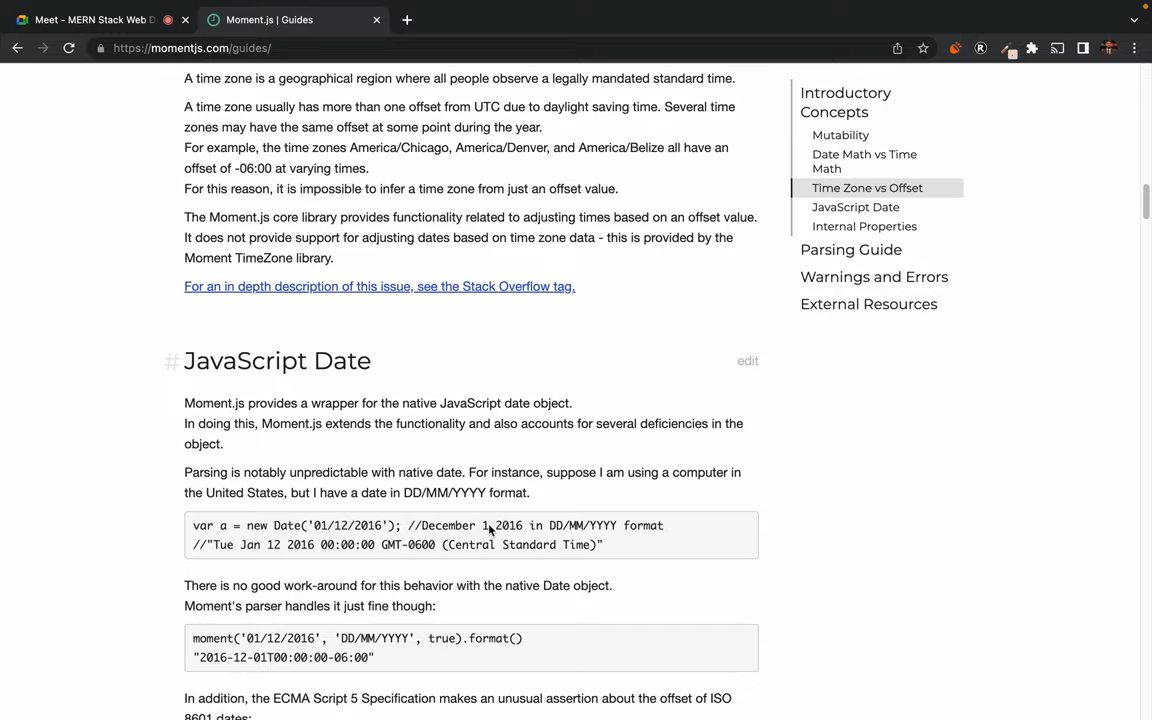 Meet - MERN Stack Web D
Moment.js | Guides
https://momentjs.com/guides/
A time zone is a geographical region where all people observe a legally mandated standard time.
A time zone usually has more than one offset from UTC due to daylight saving time. Several time
zones may have the same offset at some point during the year.
For example, the time zones America/Chicago, America/Denver, and America/Belize all have an
offset of -06:00 at varying times.
For this reason, it is impossible to infer a time zone from just an offset value.
The Moment.js core library provides functionality related to adjusting times based on an offset value.
It does not provide support for adjusting dates based on time zone data - this is provided by the
Moment TimeZone library.
For an in depth description of this issue, see the Stack Overflow tag.
# JavaScript Date
edit
Moment.js provides a wrapper for the native JavaScript date object.
In doing this, Moment.js extends the functionality and also accounts for several deficiencies in the
object.
Parsing is notably unpredictable with native date. For instance, suppose I am using a computer in
the United States, but I have a date in DD/MM/YYYY format.
var a = new Date('01/12/2016'); //December 1 2016 in DD/MM/YYYY format
//"Tue Jan 12 2016 00:00:00 GMT-0600 (Central Standard Time)"
There is no good work-around for this behavior with the native Date object.
Moment's parser handles it just fine though:
moment('01/12/2016', 'DD/MM/YYYY', true).format()
"2016-12-01T00:00:00-06:00"
In addition, the ECMA Script 5 Specification makes an unusual assertion about the offset of ISO
8601 dates:
Introductory
Concepts
Mutability
Date Math vs Time
Math
Time Zone vs Offset
JavaScript Date
Internal Properties
Parsing Guide
Warnings and Errors
External Resources